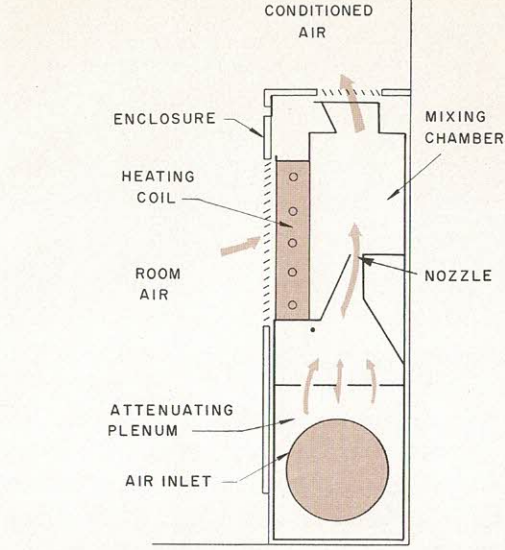 CONDITIONED
AIR
ENCLOSURE
MIXING
CHAMBER
HEATING
COIL
ROOM
AIR
NOZZLE
ATTENUATING
PLENUM
AIR INLET